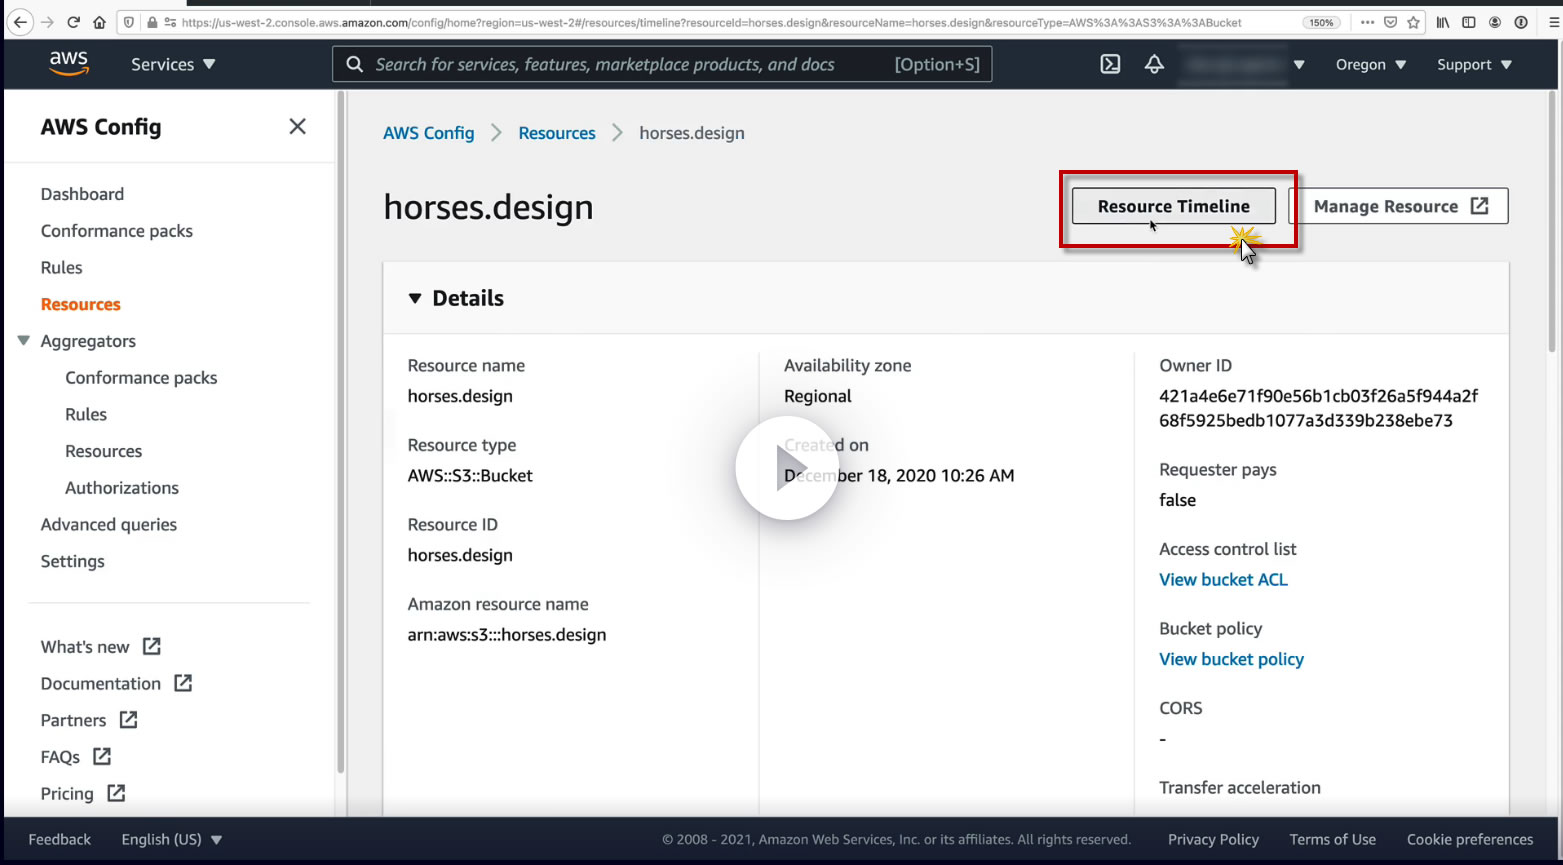 https://us-west-2.console.aws.amazon.com/config/home?region=us-west-2#/resources/timeline?resourceId=horses.design&resourceName=horses.design&resourceType=AWS%3A%3AS3%3A%3ABucket 150%
aws Services Search for services, features, marketplace products, and docs [Option+S] Oregon Support
AWS Config
Dashboard
Conformance packs
Rules
Resources
Aggregators
Conformance packs
Rules
Resources
Authorizations
Advanced queries
Settings
What's new
Documentation
Partners
FAQs
Pricing
AWS Config > Resources > horses.design
horses.design
Resource Timeline
Manage Resource
Details
Resource name
horses.design
Resource type
AWS::S3::Bucket
Resource ID
horses.design
Amazon resource name
arn:aws:s3:::horses.design
Availability zone
Regional
Created on
December 18, 2020 10:26 AM
Owner ID
421a4e6e71f90e56b1cb03f26a5f944a2f
68f5925bedb1077a3d339b238ebe73
Requester pays
false
Access control list
View bucket ACL
Bucket policy
View bucket policy
CORS
-
Transfer acceleration
Feedback English (US) © 2008 - 2021, Amazon Web Services, Inc. or its affiliates. All rights reserved. Privacy Policy Terms of Use Cookie preferences